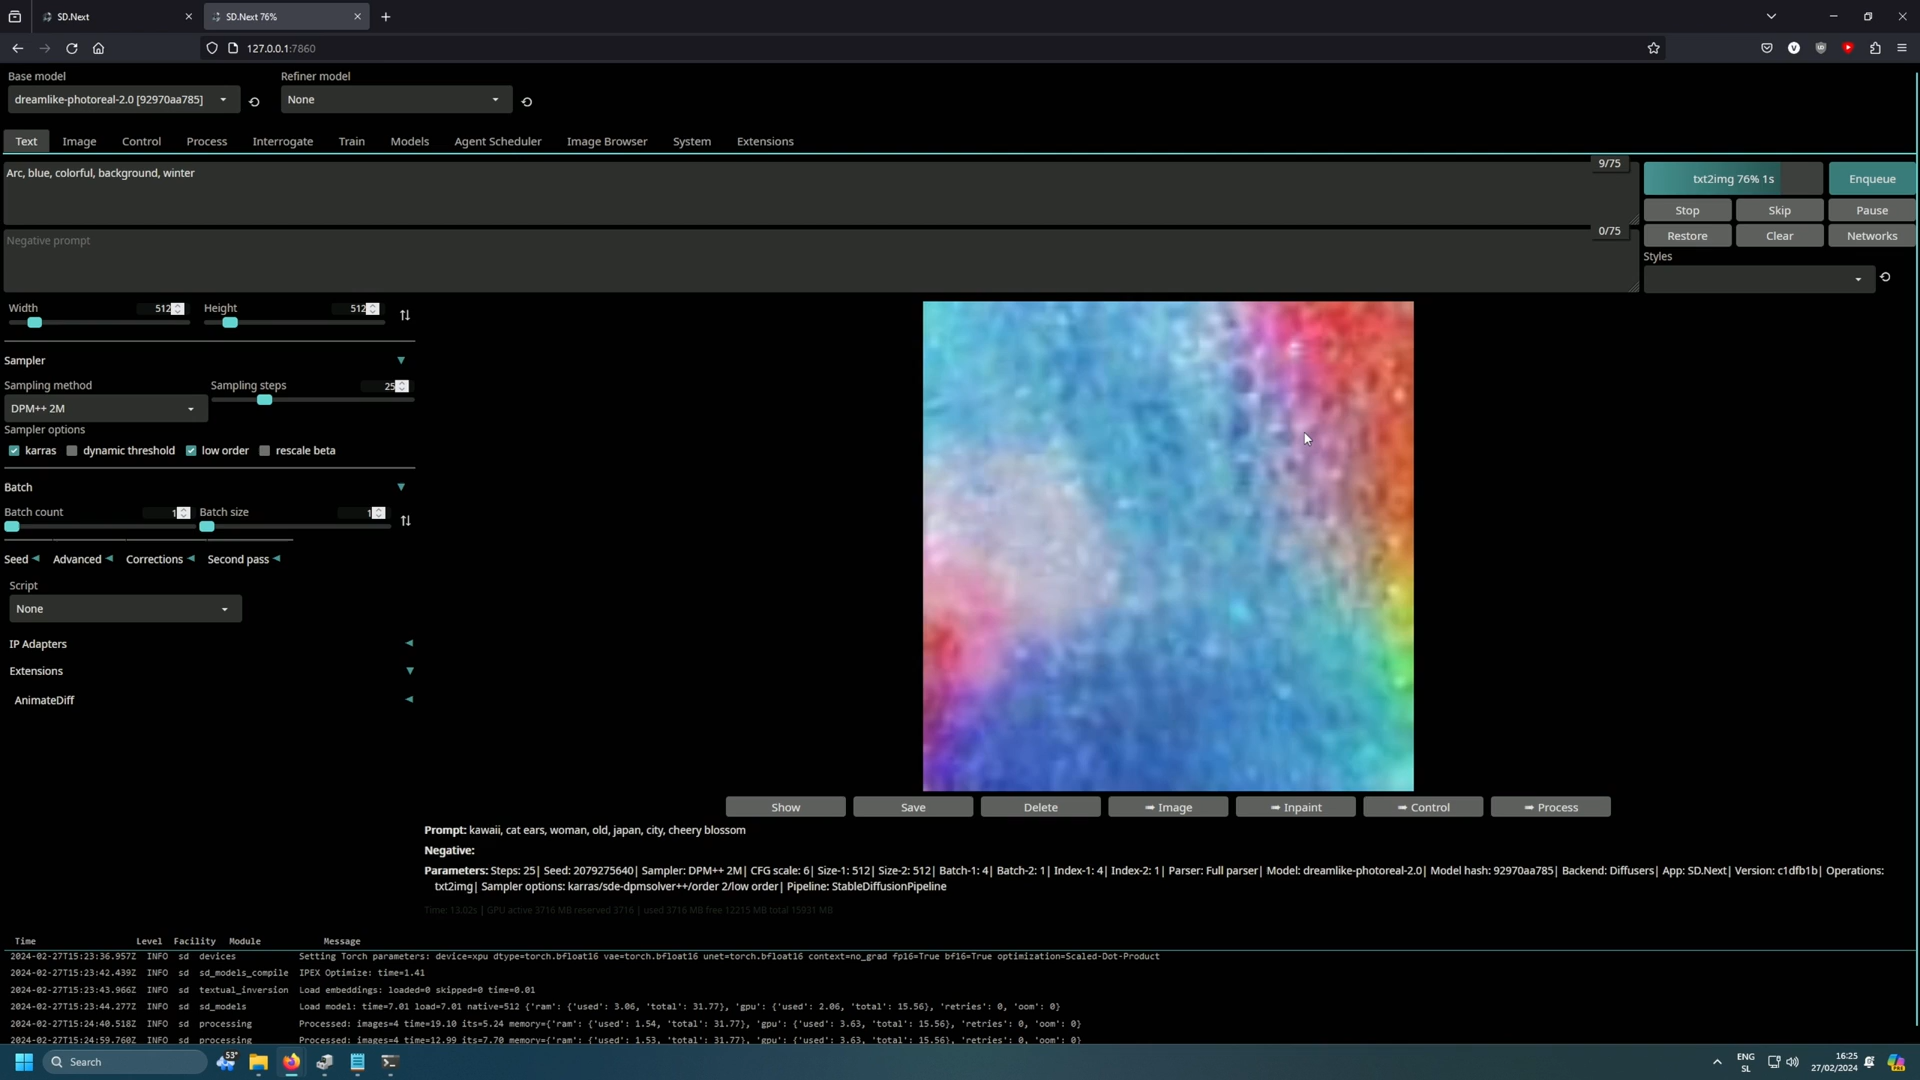 SD.Next
SD.Next 76%
127.0.0.1:7860
Base model
Refiner model
dreamlike-photoreal-2.0 [92970aa785]
None
Text Image Control Process Interrogate Train Models Agent Scheduler Image Browser System Extensions
9/75
Arc, blue, colorful, background, winter
txt2img 76% 1s
Enqueue
Stop Skip Pause
0/75
Negative prompt
Restore Clear Networks
Styles
Width 512 Height 512
Sampler
Sampling method Sampling steps 25
DPM++ 2M
Sampler options
karras dynamic threshold low order rescale beta
Batch
Batch count 1 Batch size 1
Seed Advanced Corrections Second pass
Script
None
IP Adapters
Extensions
AnimateDiff
Show Save Delete ➡ Image ➡ Inpaint ➡ Control ➡ Process
Prompt: kawaii, cat ears, woman, old, japan, city, cheery blossom
Negative:
Parameters: Steps: 25| Seed: 2079275640| Sampler: DPM++ 2M| CFG scale: 6| Size-1: 512| Size-2: 512| Batch-1: 4| Batch-2: 1| Index-1: 4| Index-2: 1| Parser: Full parser| Model: dreamlike-photoreal-2.0| Model hash: 92970aa785| Backend: Diffusers| App: SD.Next| Version: c1dfb1b| Operations:
txt2img| Sampler options: karras/sde-dpmsolver++/order 2/low order| Pipeline: StableDiffusionPipeline
Time: 13.02s | GPU active 3716 MB reserved 3716 | used 3716 MB free 12215 MB total 15931 MB
Time Level Facility Module Message
2024-02-27T15:23:36.957Z INFO sd devices Setting Torch parameters: device=xpu dtype=torch.bfloat16 vae=torch.bfloat16 unet=torch.bfloat16 context=no_grad fp16=True bf16=True optimization=Scaled-Dot-Product
2024-02-27T15:23:42.439Z INFO sd sd_models_compile IPEX Optimize: time=1.41
2024-02-27T15:23:43.966Z INFO sd textual_inversion Load embeddings: loaded=0 skipped=0 time=0.01
2024-02-27T15:23:44.277Z INFO sd sd_models Load model: time=7.01 load=7.01 native=512 {'ram': {'used': 3.06, 'total': 31.77}, 'gpu': {'used': 2.06, 'total': 15.56}, 'retries': 0, 'oom': 0}
2024-02-27T15:24:40.518Z INFO sd processing Processed: images=4 time=19.10 its=5.24 memory={'ram': {'used': 1.54, 'total': 31.77}, 'gpu': {'used': 3.63, 'total': 15.56}, 'retries': 0, 'oom': 0}
2024-02-27T15:24:59.760Z INFO sd processing Processed: images=4 time=12.99 its=7.70 memory={'ram': {'used': 1.53, 'total': 31.77}, 'gpu': {'used': 3.63, 'total': 15.56}, 'retries': 0, 'oom': 0}
Search
53°
ENG
SL
16:25
27/02/2024